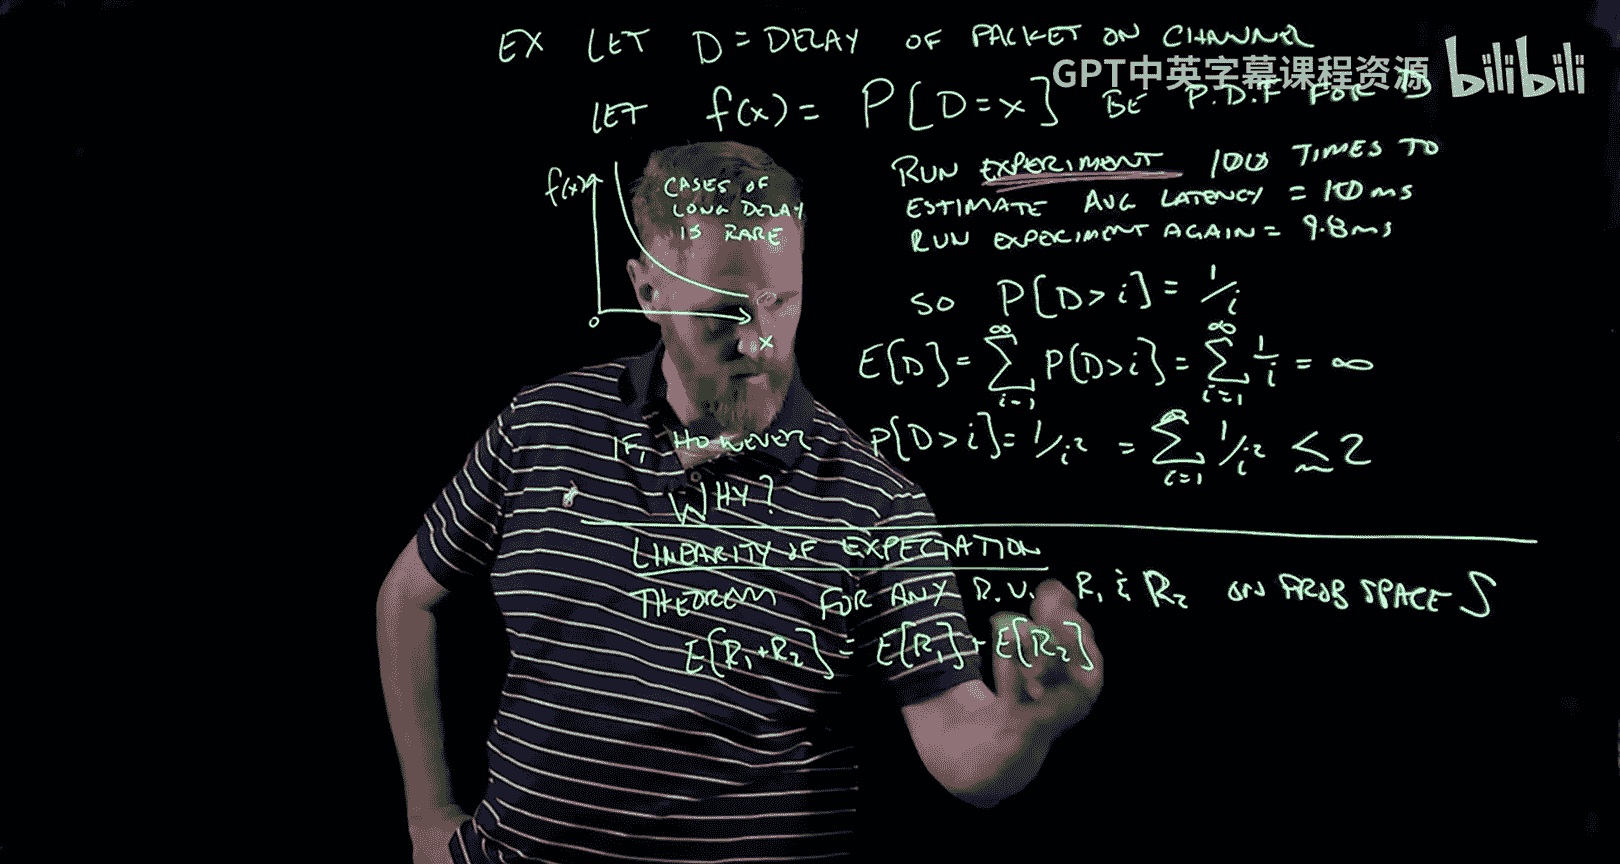 EX LET D = DELAY OF PACKET ON CHANNEL
GPT中英字幕课程资源 bilibili
LET f(x) = P[D=x] BE P.D.F FOR D
f(x)
CASES OF
LONG DELAY
IS RARE
0
x
RUN EXPERIMENT 100 TIMES TO
ESTIMATE AVG LATENCY = 10ms
RUN EXPERIMENT AGAIN = 9.8ms
SO P[D>i] = 1/i
E[D] = ∞∑i=1 P[D>i] = ∞∑i=1 1/i = ∞
IF, HOWEVER P[D>i] = 1/i² = ∞∑i=1 1/i² ≤ 2
WHY?
LINEARITY OF EXPECTATION
THEOREM FOR ANY R.V. R₁ & R₂ ON PROB SPACE S
E[R₁+R₂] = E[R₁] + E[R₂]